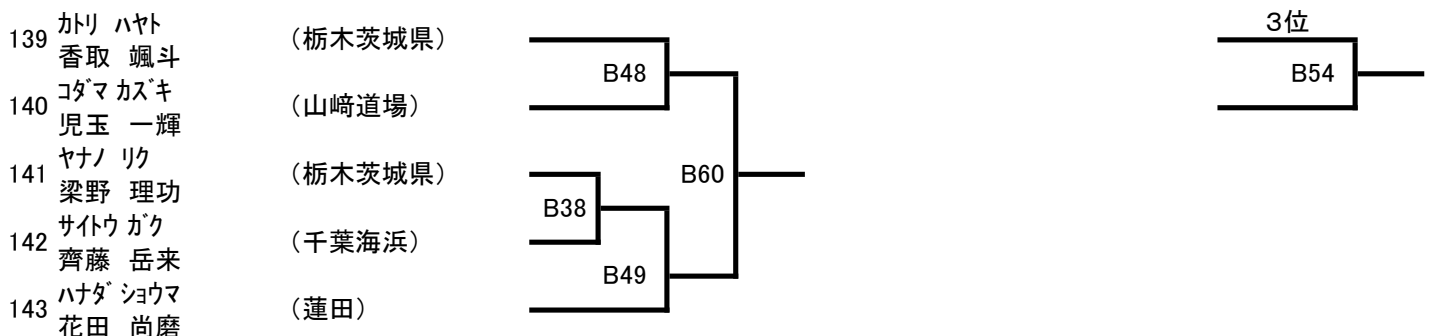 ｶﾄﾘ ﾊﾔﾄ
139 香取 颯斗 （栃木茨城県）
B48
ｺﾀﾞﾏ ｶｽﾞｷ
140 児玉 一輝 （山﨑道場）
ﾔﾅﾉ ﾘｸ
141 梁野 理功 （栃木茨城県）
B60
B38
ｻｲﾄｳ ｶﾞｸ
142 齊藤 岳来 （千葉海浜）
B49
ﾊﾅﾀﾞ ｼｮｳﾏ
143 花田 尚磨 （蓮田）
３位
B54